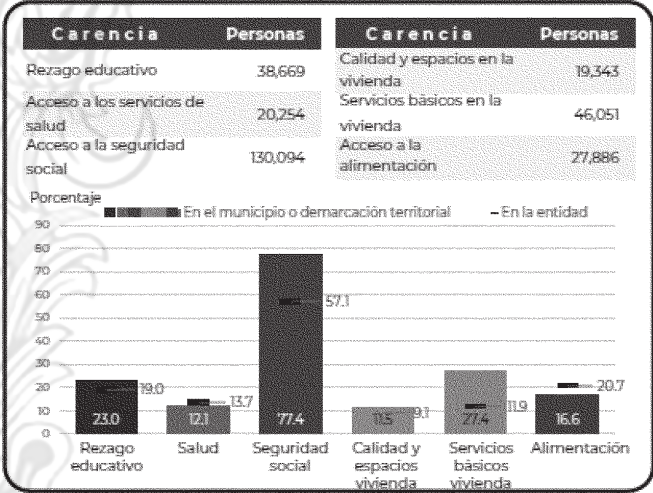 Carencia Personas
Rezago educativo 38,669
Acceso a los servicios de
salud 20,254
Acceso a la seguridad
social 130,094
Carencia Personas
Calidad y espacios en la
vivienda 19,343
Servicios básicos en la
vivienda 46,051
Acceso a la
alimentación 27,886
Porcentaje
En el municipio o demarcación territorial
En la entidad
90
80
70
60
50
40
30
20
10
0
57.1
19.0
13.7
9.1
11.9
20.7
23.0
12.1
77.4
11.5
27.4
16.6
Rezago
educativo
Salud
Seguridad
social
Calidad y
espacios
vivienda
Servicios
básicos
vivienda
Alimentación